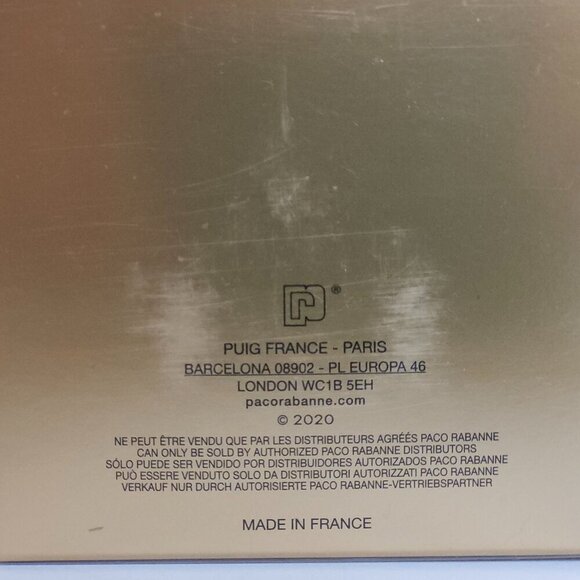 ®
PUIG FRANCE - PARIS
BARCELONA 08902 - PL EUROPA 46
LONDON WC1B 5EH
pacorabanne.com
© 2020
NE PEUT ÊTRE VENDU QUE PAR LES DISTRIBUTEURS AGRÉÉS PACO RABANNE
CAN ONLY BE SOLD BY AUTHORIZED PACO RABANNE DISTRIBUTORS
SÓLO PUEDE SER VENDIDO POR DISTRIBUIDORES AUTORIZADOS PACO RABANNE
PUÒ ESSERE VENDUTO SOLO DA DISTRIBUTORI AUTORIZZATI PACO RABANNE
VERKAUF NUR DURCH AUTORISIERTE PACO RABANNE-VERTRIEBSPARTNER
MADE IN FRANCE